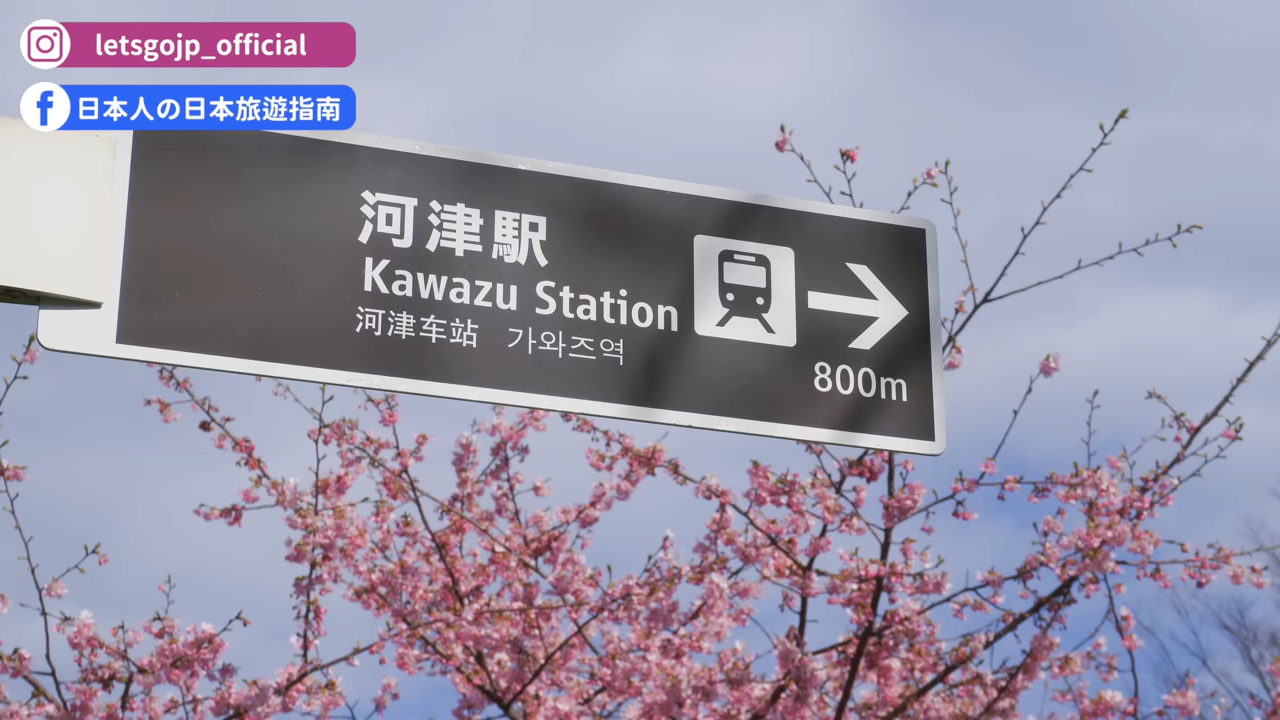 letsgojp_official
日本人の日本旅遊指南
河津駅
Kawazu Station
河津车站 가와즈역
800m